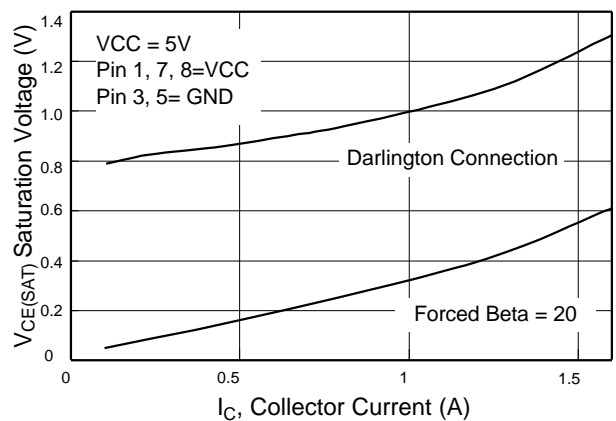 VCE(SAT) Saturation Voltage (V)
1.4
1.2
1.0
0.8
0.6
0.4
0.2
0
VCC = 5V
Pin 1, 7, 8=VCC
Pin 3, 5= GND
Darlington Connection
Forced Beta = 20
0
0.5
1
1.5
IC, Collector Current (A)